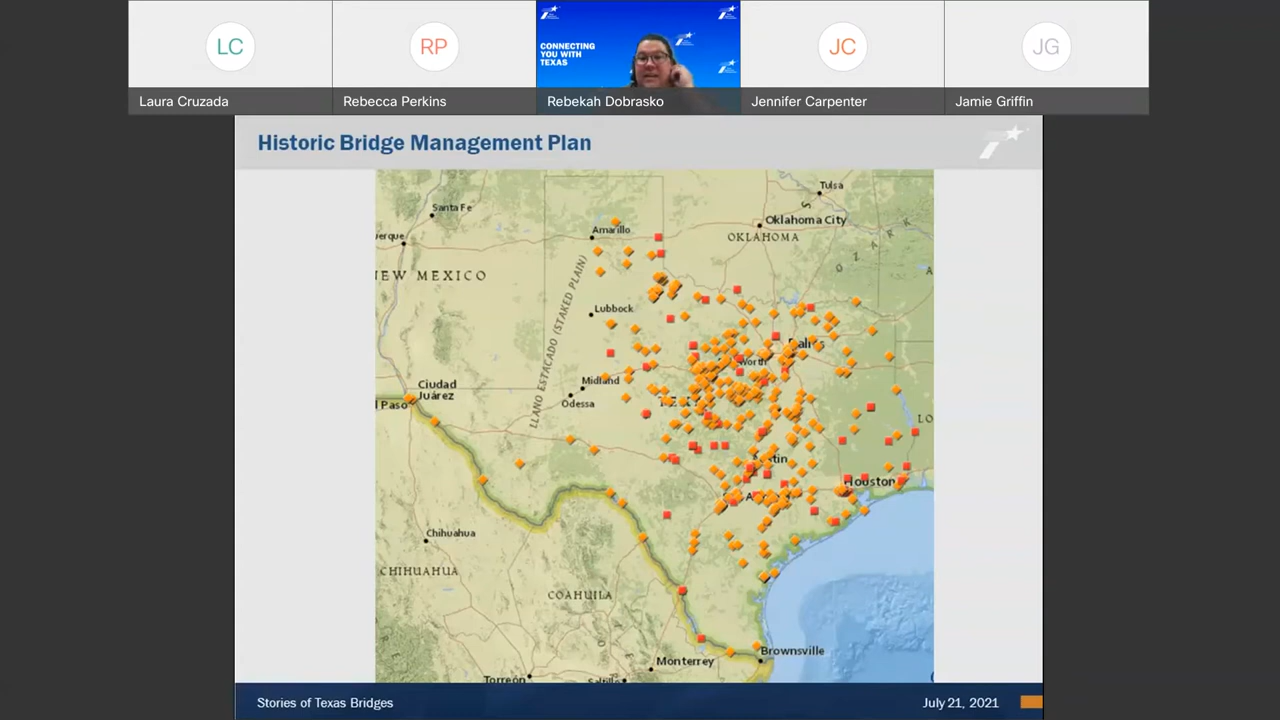 LC
RP
CONNECTING
YOU WITH
TEXAS
JC
JG
Laura Cruzada
Rebecca Perkins
Rebekah Dobrasko
Jennifer Carpenter
Jamie Griffin
Historic Bridge Management Plan
Tulsa
Santa Fe
Oklahoma City
Amarillo
OKLAHOMA
OZARK
NEW MEXICO
LLANO ESTACADO (STAKED PLAIN)
Lubbock
Worth
Midland
Ciudad
Juárez
Odessa
Houston
Chihuahua
CHIHUAHUA
COAHUILA
Brownsville
Monterrey
Torreón
Stories of Texas Bridges
July 21, 2021